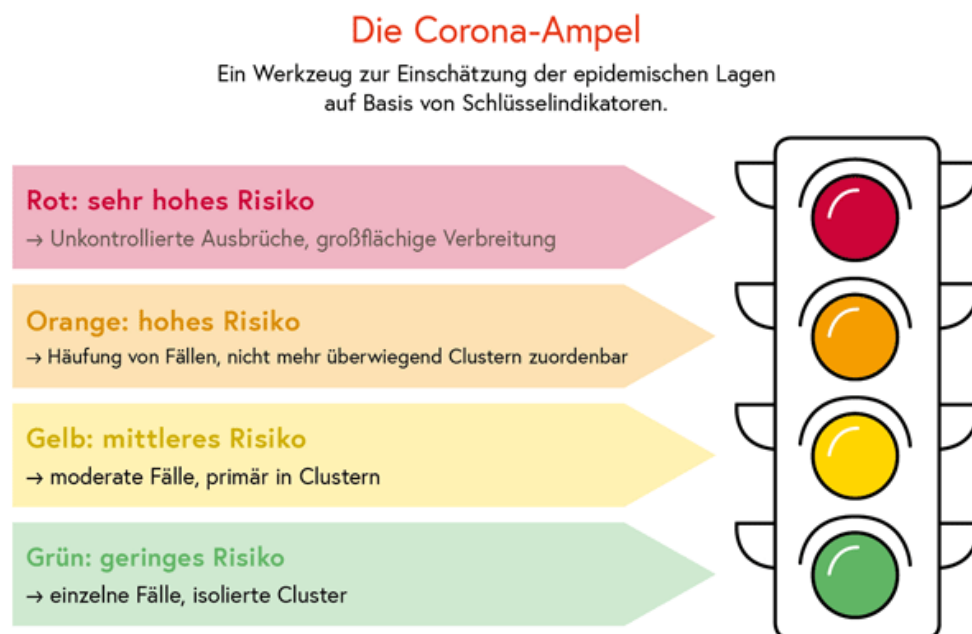 Die Corona-Ampel
Ein Werkzeug zur Einschätzung der epidemischen Lagen
auf Basis von Schlüsselindikatoren.
Rot: sehr hohes Risiko
→ Unkontrollierte Ausbrüche, großflächige Verbreitung
Orange: hohes Risiko
→ Häufung von Fällen, nicht mehr überwiegend Clustern zuordenbar
Gelb: mittleres Risiko
→ moderate Fälle, primär in Clustern
Grün: geringes Risiko
→ einzelne Fälle, isolierte Cluster